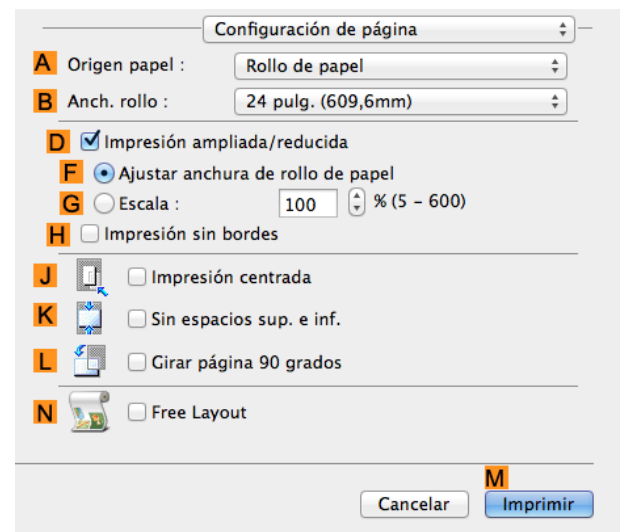 Configuración de página
A Origen papel : Rollo de papel
B Anch. rollo : 24 pulg. (609,6mm)
D Impresión ampliada/reducida
F Ajustar anchura de rollo de papel
G Escala : 100 % (5 – 600)
H Impresión sin bordes
J Impresión centrada
K Sin espacios sup. e inf.
L Girar página 90 grados
N Free Layout
M
Cancelar Imprimir